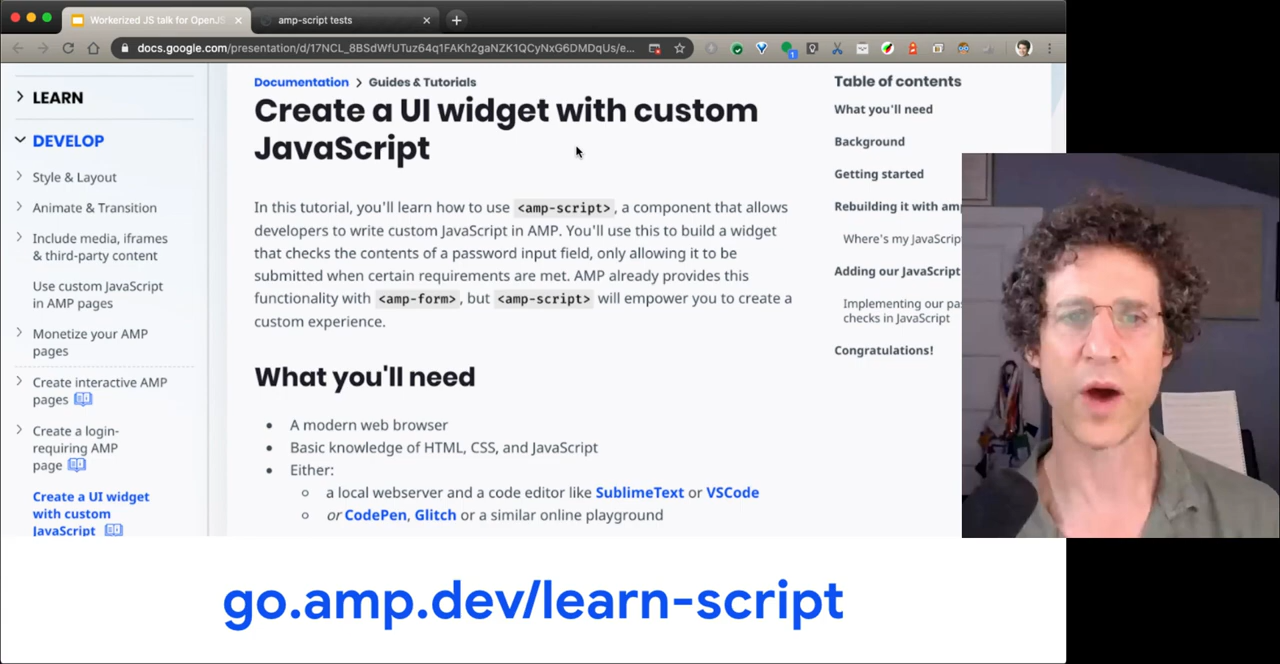 Workerized JS talk for OpenJS
amp-script tests
docs.google.com/presentation/d/17NCL_8BSdWfUTuz64q1FAKh2gaNZK1QCyNxG6DMDqUs/e...
LEARN
DEVELOP
Style & Layout
Animate & Transition
Include media, iframes
& third-party content
Use custom JavaScript
in AMP pages
Monetize your AMP
pages
Create interactive AMP
pages
Create a login-
requiring AMP
page
Create a UI widget
with custom
JavaScript
Documentation > Guides & Tutorials
Create a UI widget with custom
JavaScript
In this tutorial, you'll learn how to use <amp-script>, a component that allows
developers to write custom JavaScript in AMP. You'll use this to build a widget
that checks the contents of a password input field, only allowing it to be
submitted when certain requirements are met. AMP already provides this
functionality with <amp-form>, but <amp-script> will empower you to create a
custom experience.
What you'll need
• A modern web browser
• Basic knowledge of HTML, CSS, and JavaScript
• Either:
○ a local webserver and a code editor like SublimeText or VSCode
○ or CodePen, Glitch or a similar online playground
Table of contents
What you'll need
Background
Getting started
Rebuilding it with amp
Where's my JavaScrip
Adding our JavaScript
Implementing our pas
checks in JavaScript
Congratulations!
go.amp.dev/learn-script